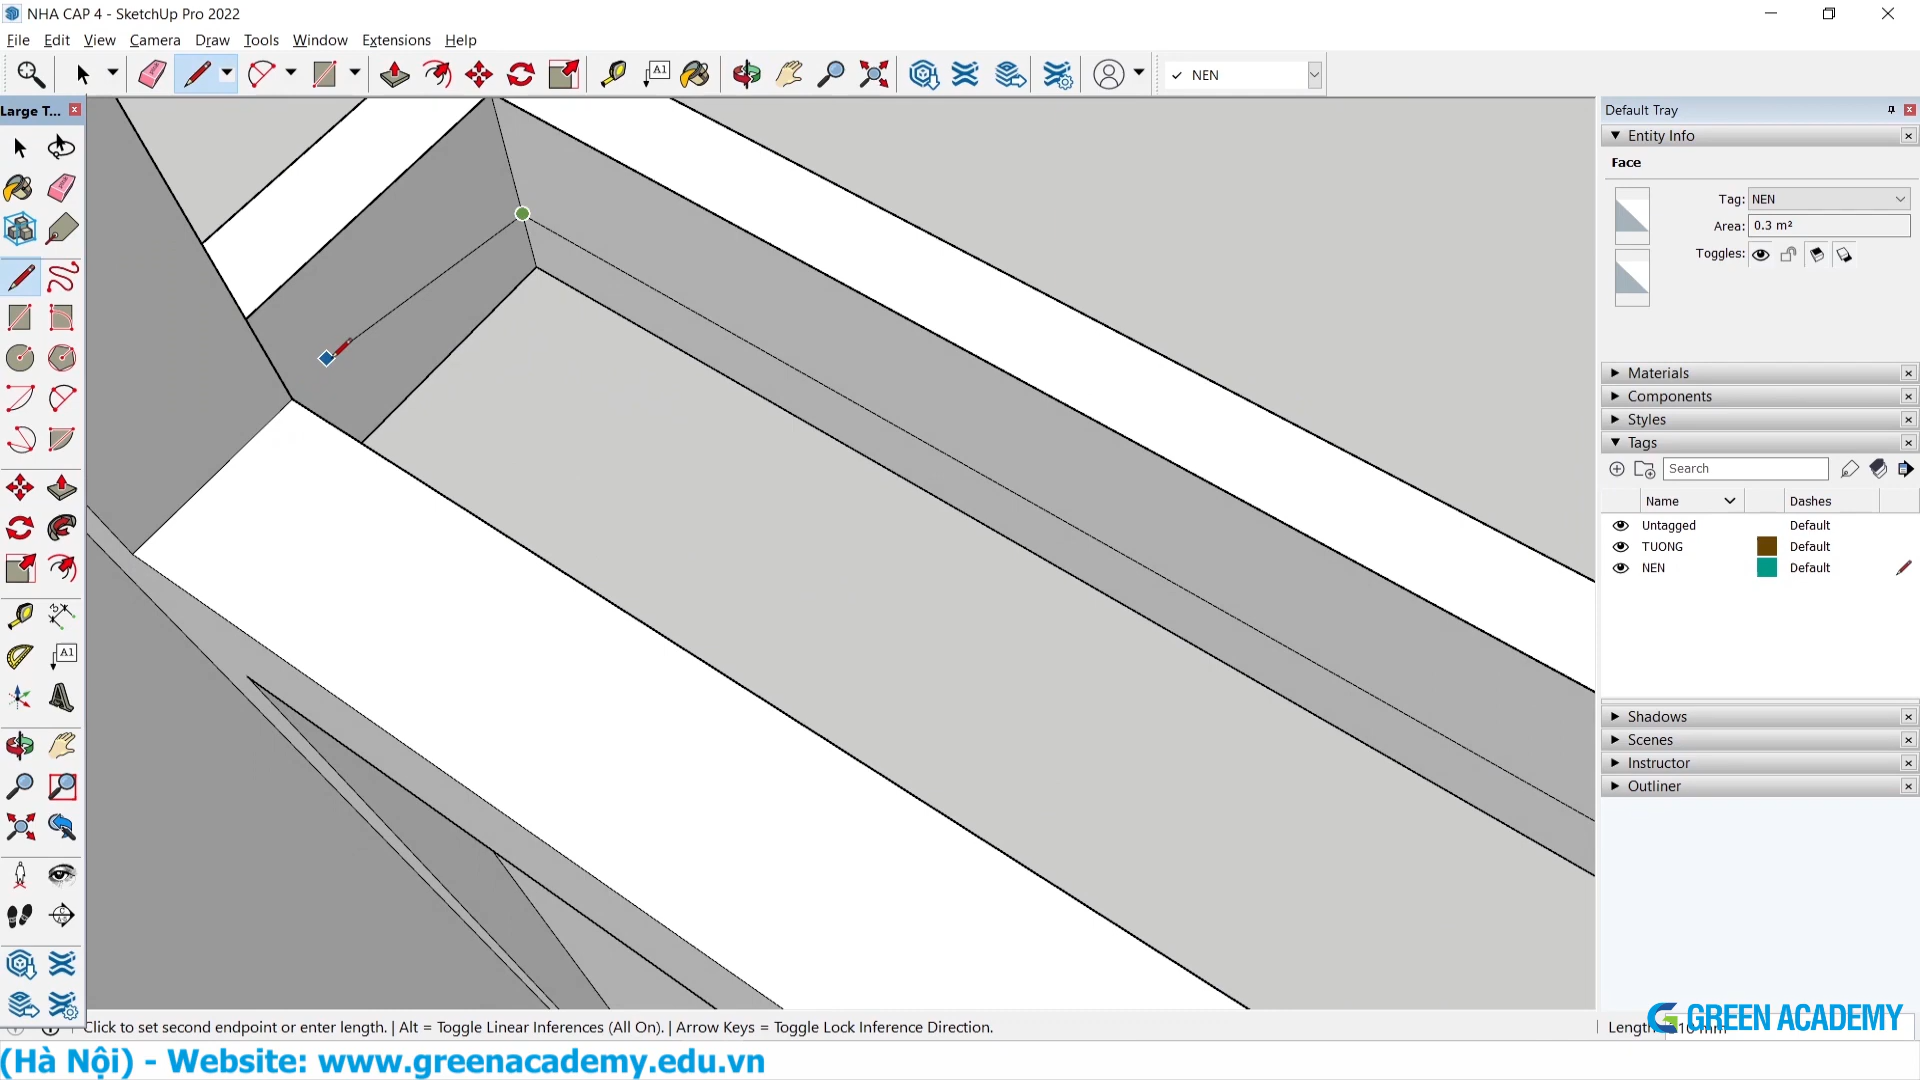 NHA CAP 4 - SketchUp Pro 2022
File Edit View Camera Draw Tools Window Extensions Help
A1
NEN
Large T...
Default Tray
Entity Info
Face
Tag: NEN
Area: 0.3 m²
Toggles:
Materials
Components
Styles
Tags
Search
Name Dashes
Untagged Default
TUONG Default
NEN Default
A1
Shadows
Scenes
Instructor
Outliner
Click to set second endpoint or enter length. | Alt = Toggle Linear Inferences (All On). | Arrow Keys = Toggle Lock Inference Direction.
Length
GREEN ACADEMY
(Hà Nội) - Website: www.greenacademy.edu.vn